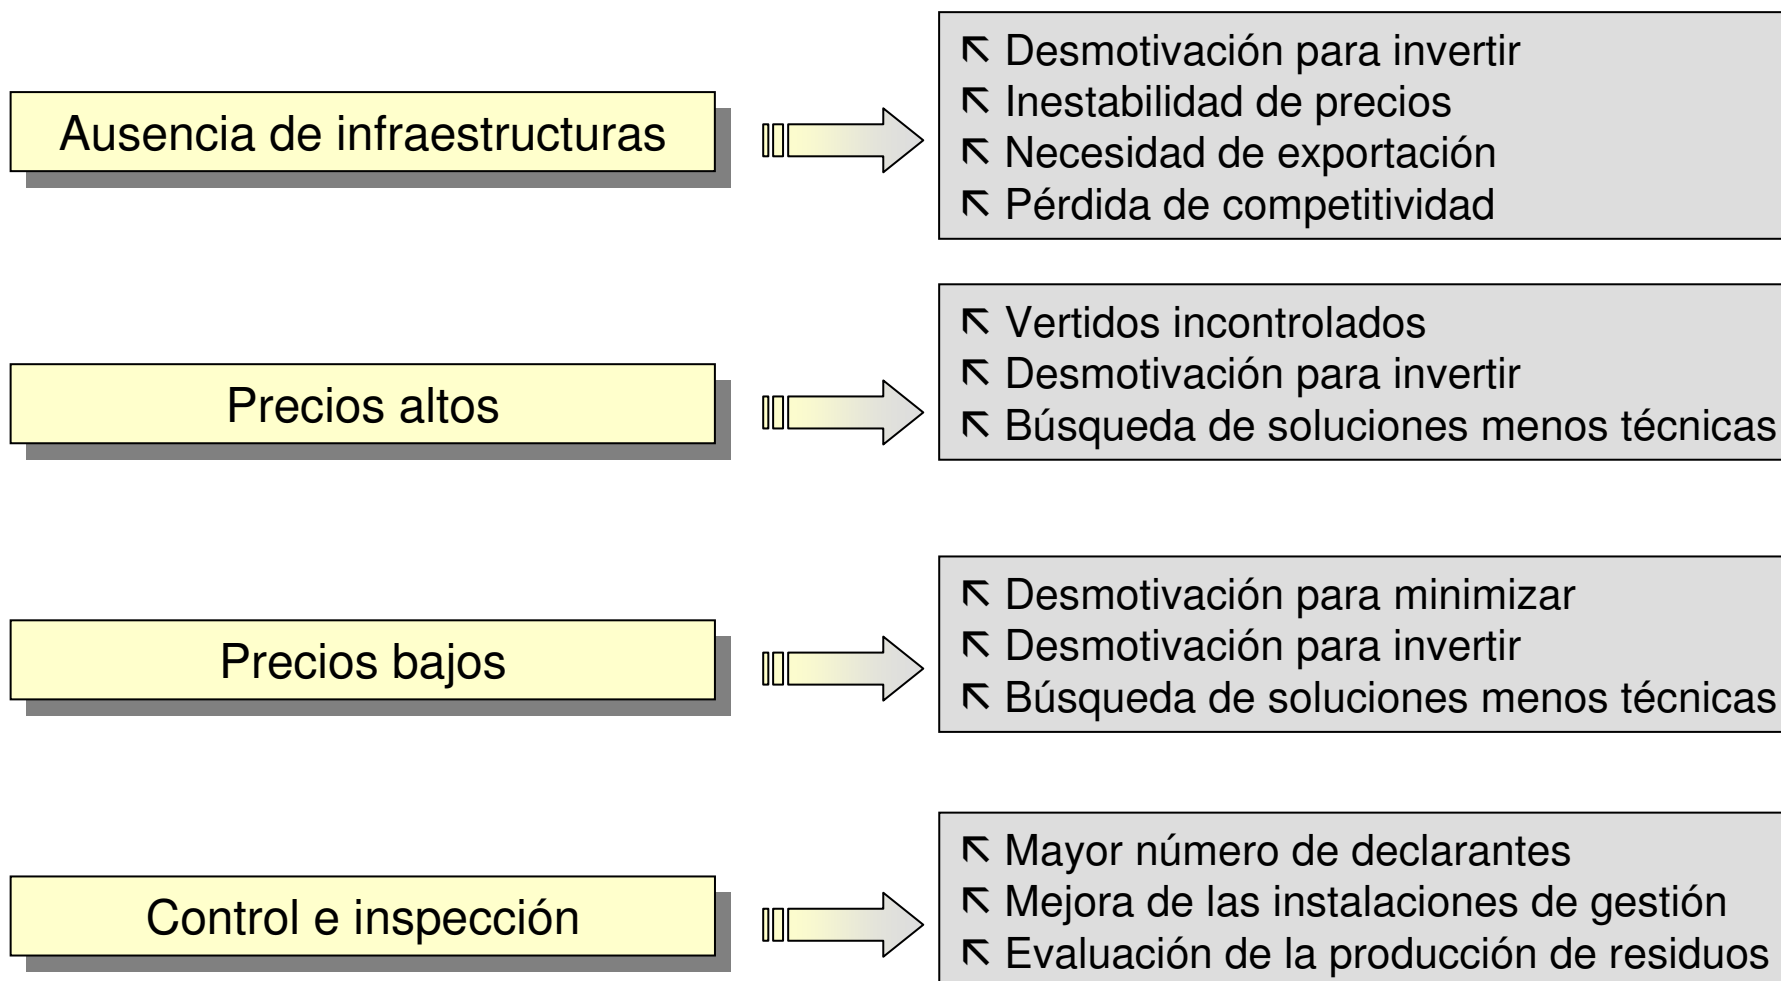 Ausencia de infraestructuras
↖ Desmotivación para invertir
↖ Inestabilidad de precios
↖ Necesidad de exportación
↖ Pérdida de competitividad
Precios altos
↖ Vertidos incontrolados
↖ Desmotivación para invertir
↖ Búsqueda de soluciones menos técnicas
Precios bajos
↖ Desmotivación para minimizar
↖ Desmotivación para invertir
↖ Búsqueda de soluciones menos técnicas
Control e inspección
↖ Mayor número de declarantes
↖ Mejora de las instalaciones de gestión
↖ Evaluación de la producción de residuos